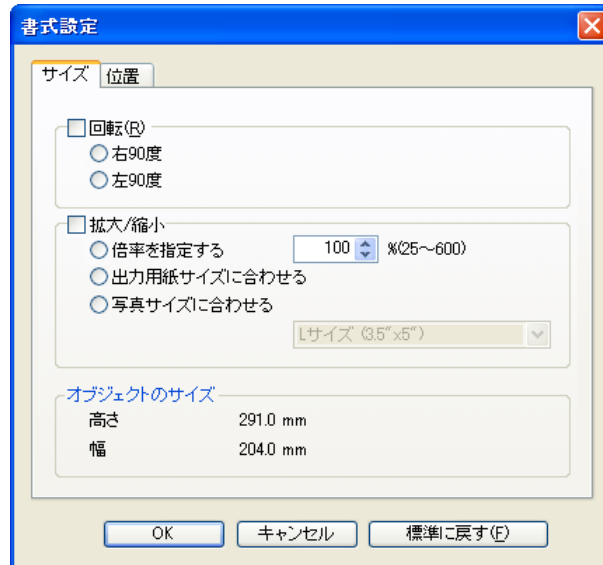 書式設定
サイズ 位置
回転(R)
右90度
左90度
拡大/縮小
倍率を指定する 100 %(25～600)
出力用紙サイズに合わせる
写真サイズに合わせる
Lサイズ (3.5"x5")
オブジェクトのサイズ
高さ 291.0 mm
幅 204.0 mm
OK キャンセル 標準に戻す(F)